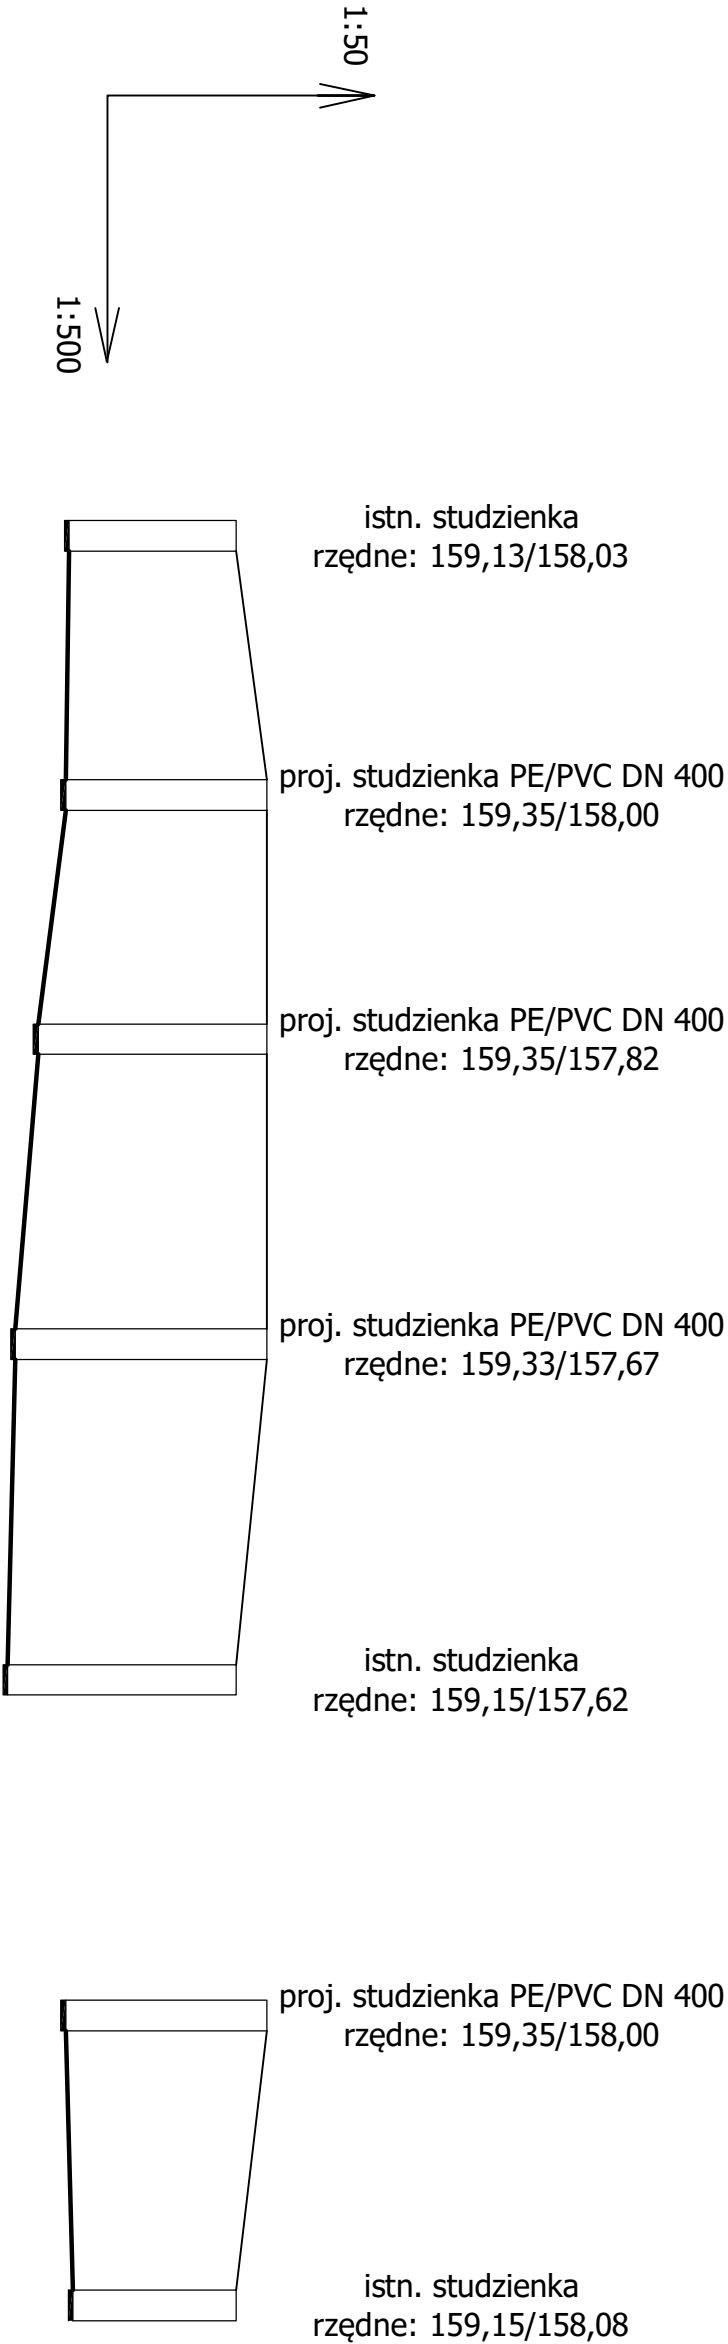 1:50
1:500
istn. studzienka
rzędne: 159,13/158,03
proj. studzienka PE/PVC DN 400
rzędne: 159,35/158,00
proj. studzienka PE/PVC DN 400
rzędne: 159,35/157,82
proj. studzienka PE/PVC DN 400
rzędne: 159,33/157,67
istn. studzienka
rzędne: 159,15/157,62
proj. studzienka PE/PVC DN 400
rzędne: 159,35/158,00
istn. studzienka
rzędne: 159,15/158,08